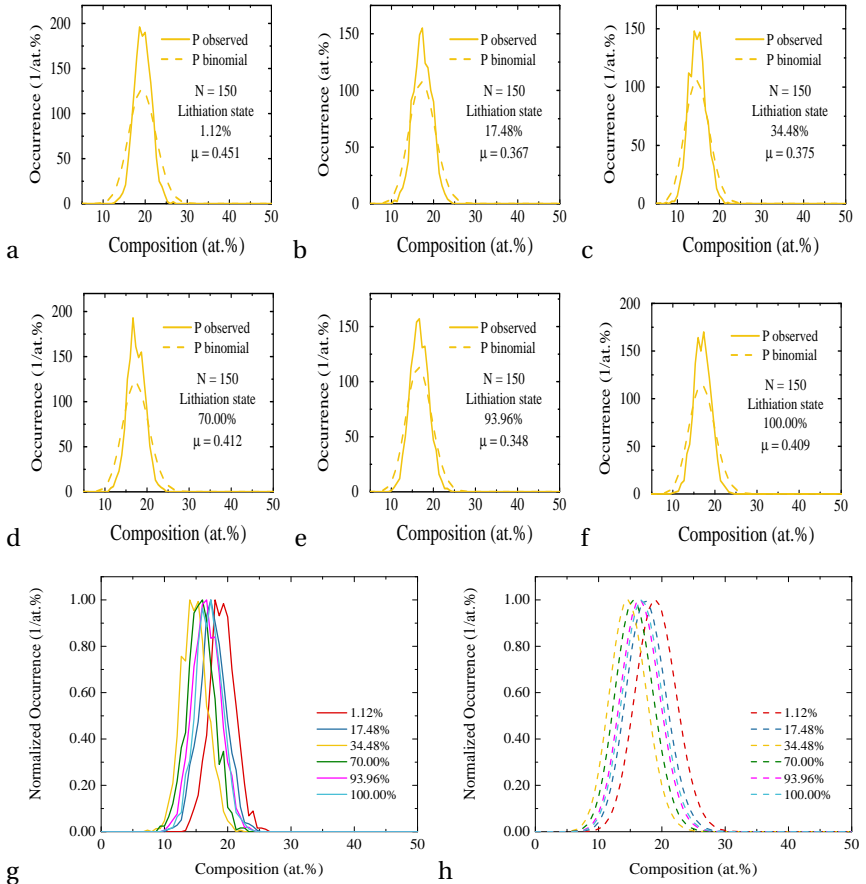 200
150
100
50
0
Occurrence (1/at.%)
P observed
P binomial
N = 150
Lithiation state
1.12%
μ = 0.451
10 20 30 40 50
Composition (at.%)
a
150
100
50
0
Occurrence (at.%)
P observed
P binomial
N = 150
Lithiation state
17.48%
μ = 0.367
10 20 30 40 50
Composition (at.%)
b
150
100
50
0
Occurrence (1/at.%)
P observed
P binomial
N = 150
Lithiation state
34.48%
μ = 0.375
10 20 30 40 50
Composition (at.%)
c
200
150
100
50
0
Occurrence (1/at.%)
P observed
P binomial
N = 150
Lithiation state
70.00%
μ = 0.412
10 20 30 40 50
Composition (at.%)
d
150
100
50
0
Occurrence (1/at.%)
P observed
P binomial
N = 150
Lithiation state
93.96%
μ = 0.348
10 20 30 40 50
Composition (at.%)
e
200
150
100
50
0
Occurrence (1/at.%)
P observed
P binomial
N = 150
Lithiation state
100.00%
μ = 0.409
10 20 30 40 50
Composition (at.%)
f
1.00
0.80
0.60
0.40
0.20
0.00
Normalized Occurrence (1/at.%)
1.12%
17.48%
34.48%
70.00%
93.96%
100.00%
0 10 20 30 40 50
Composition (at.%)
g
1.00
0.80
0.60
0.40
0.20
0.00
Normalized Occurrence (1/at.%)
1.12%
17.48%
34.48%
70.00%
93.96%
100.00%
0 10 20 30 40 50
Composition (at.%)
h